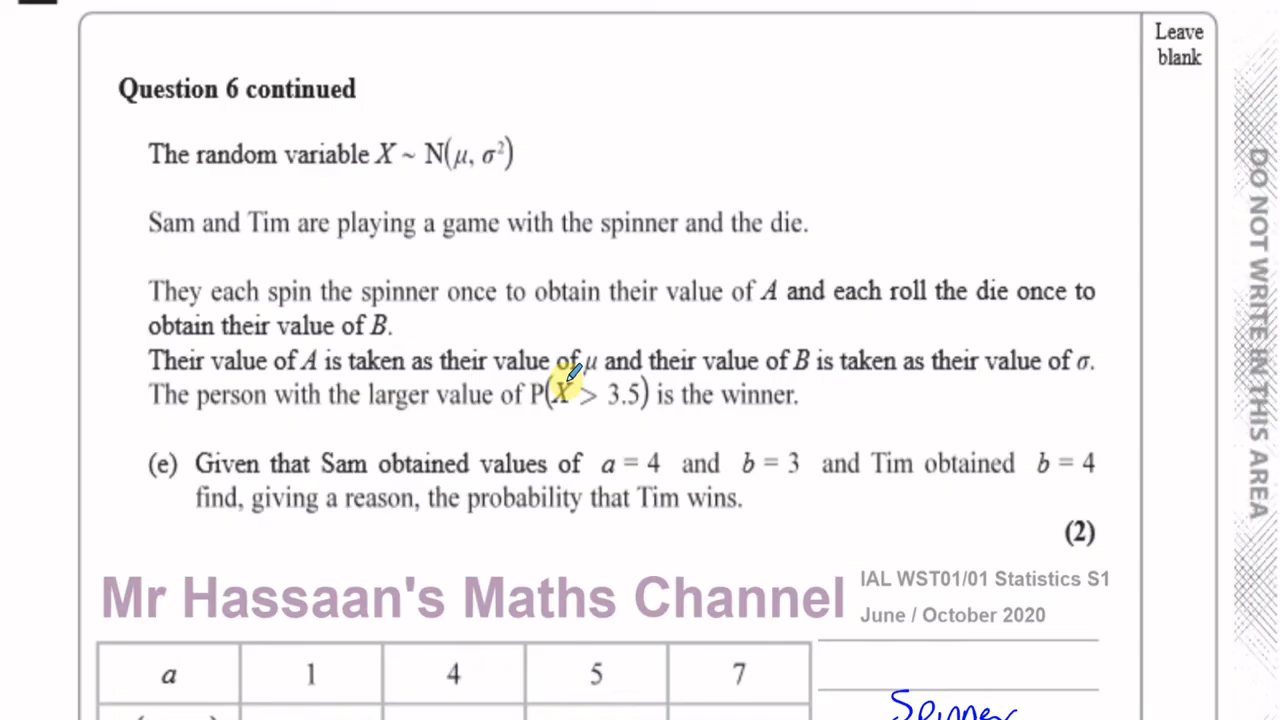 Leave
blank
Question 6 continued
The random variable X ~ N(μ, σ²)
Sam and Tim are playing a game with the spinner and the die.
They each spin the spinner once to obtain their value of A and each roll the die once to
obtain their value of B.
Their value of A is taken as their value of μ and their value of B is taken as their value of σ.
The person with the larger value of P(X > 3.5) is the winner.
(e) Given that Sam obtained values of a = 4 and b = 3 and Tim obtained b = 4
find, giving a reason, the probability that Tim wins.
(2)
Mr Hassaan's Maths Channel
IAL WST01/01 Statistics S1
June / October 2020
a 1 4 5 7
Spinner
DO NOT WRITE IN THIS AREA